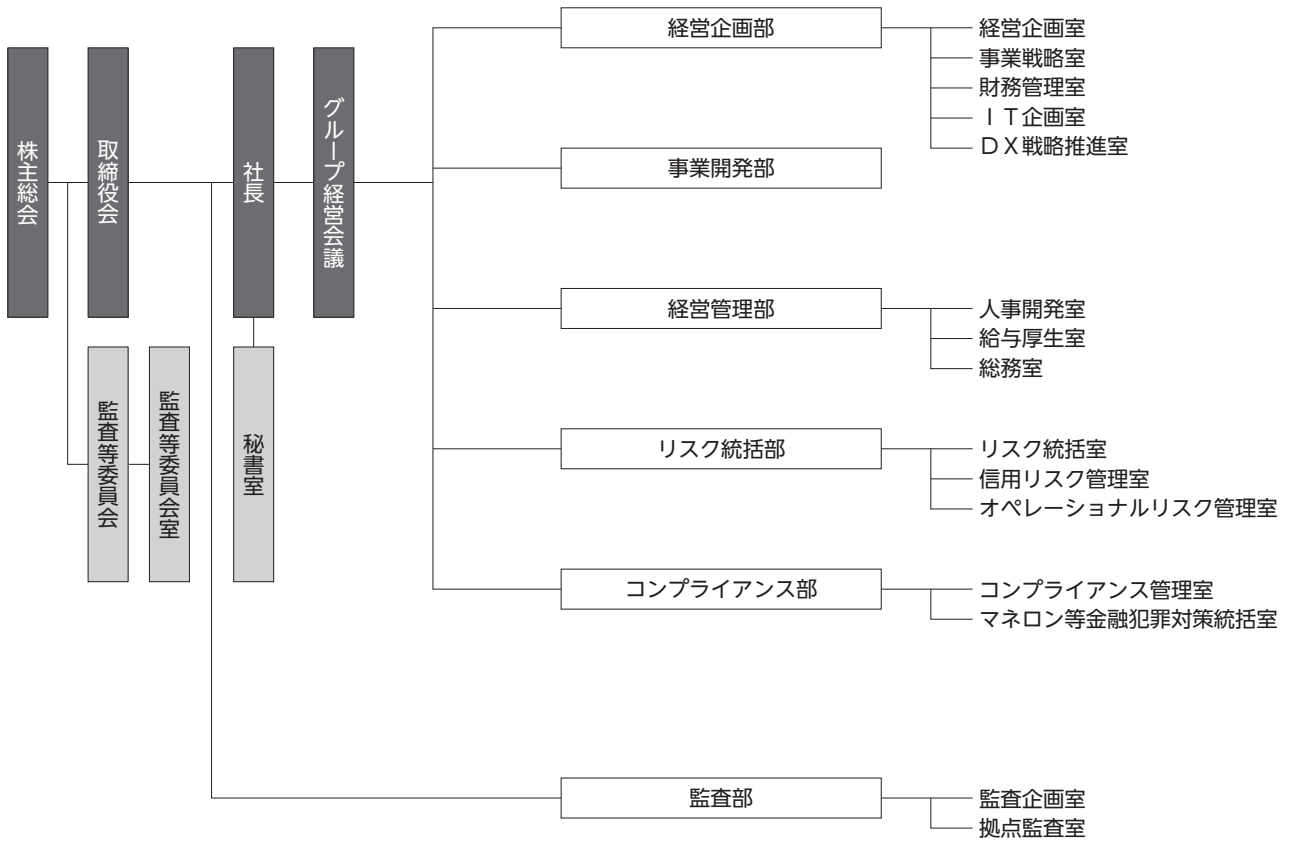 株主総会
取締役会
監査等委員会
監査等委員会室
社長
秘書室
グループ経営会議
経営企画部
経営企画室
事業戦略室
財務管理室
ＩＴ企画室
ＤＸ戦略推進室
事業開発部
経営管理部
人事開発室
給与厚生室
総務室
リスク統括部
リスク統括室
信用リスク管理室
オペレーショナルリスク管理室
コンプライアンス部
コンプライアンス管理室
マネロン等金融犯罪対策統括室
監査部
監査企画室
拠点監査室